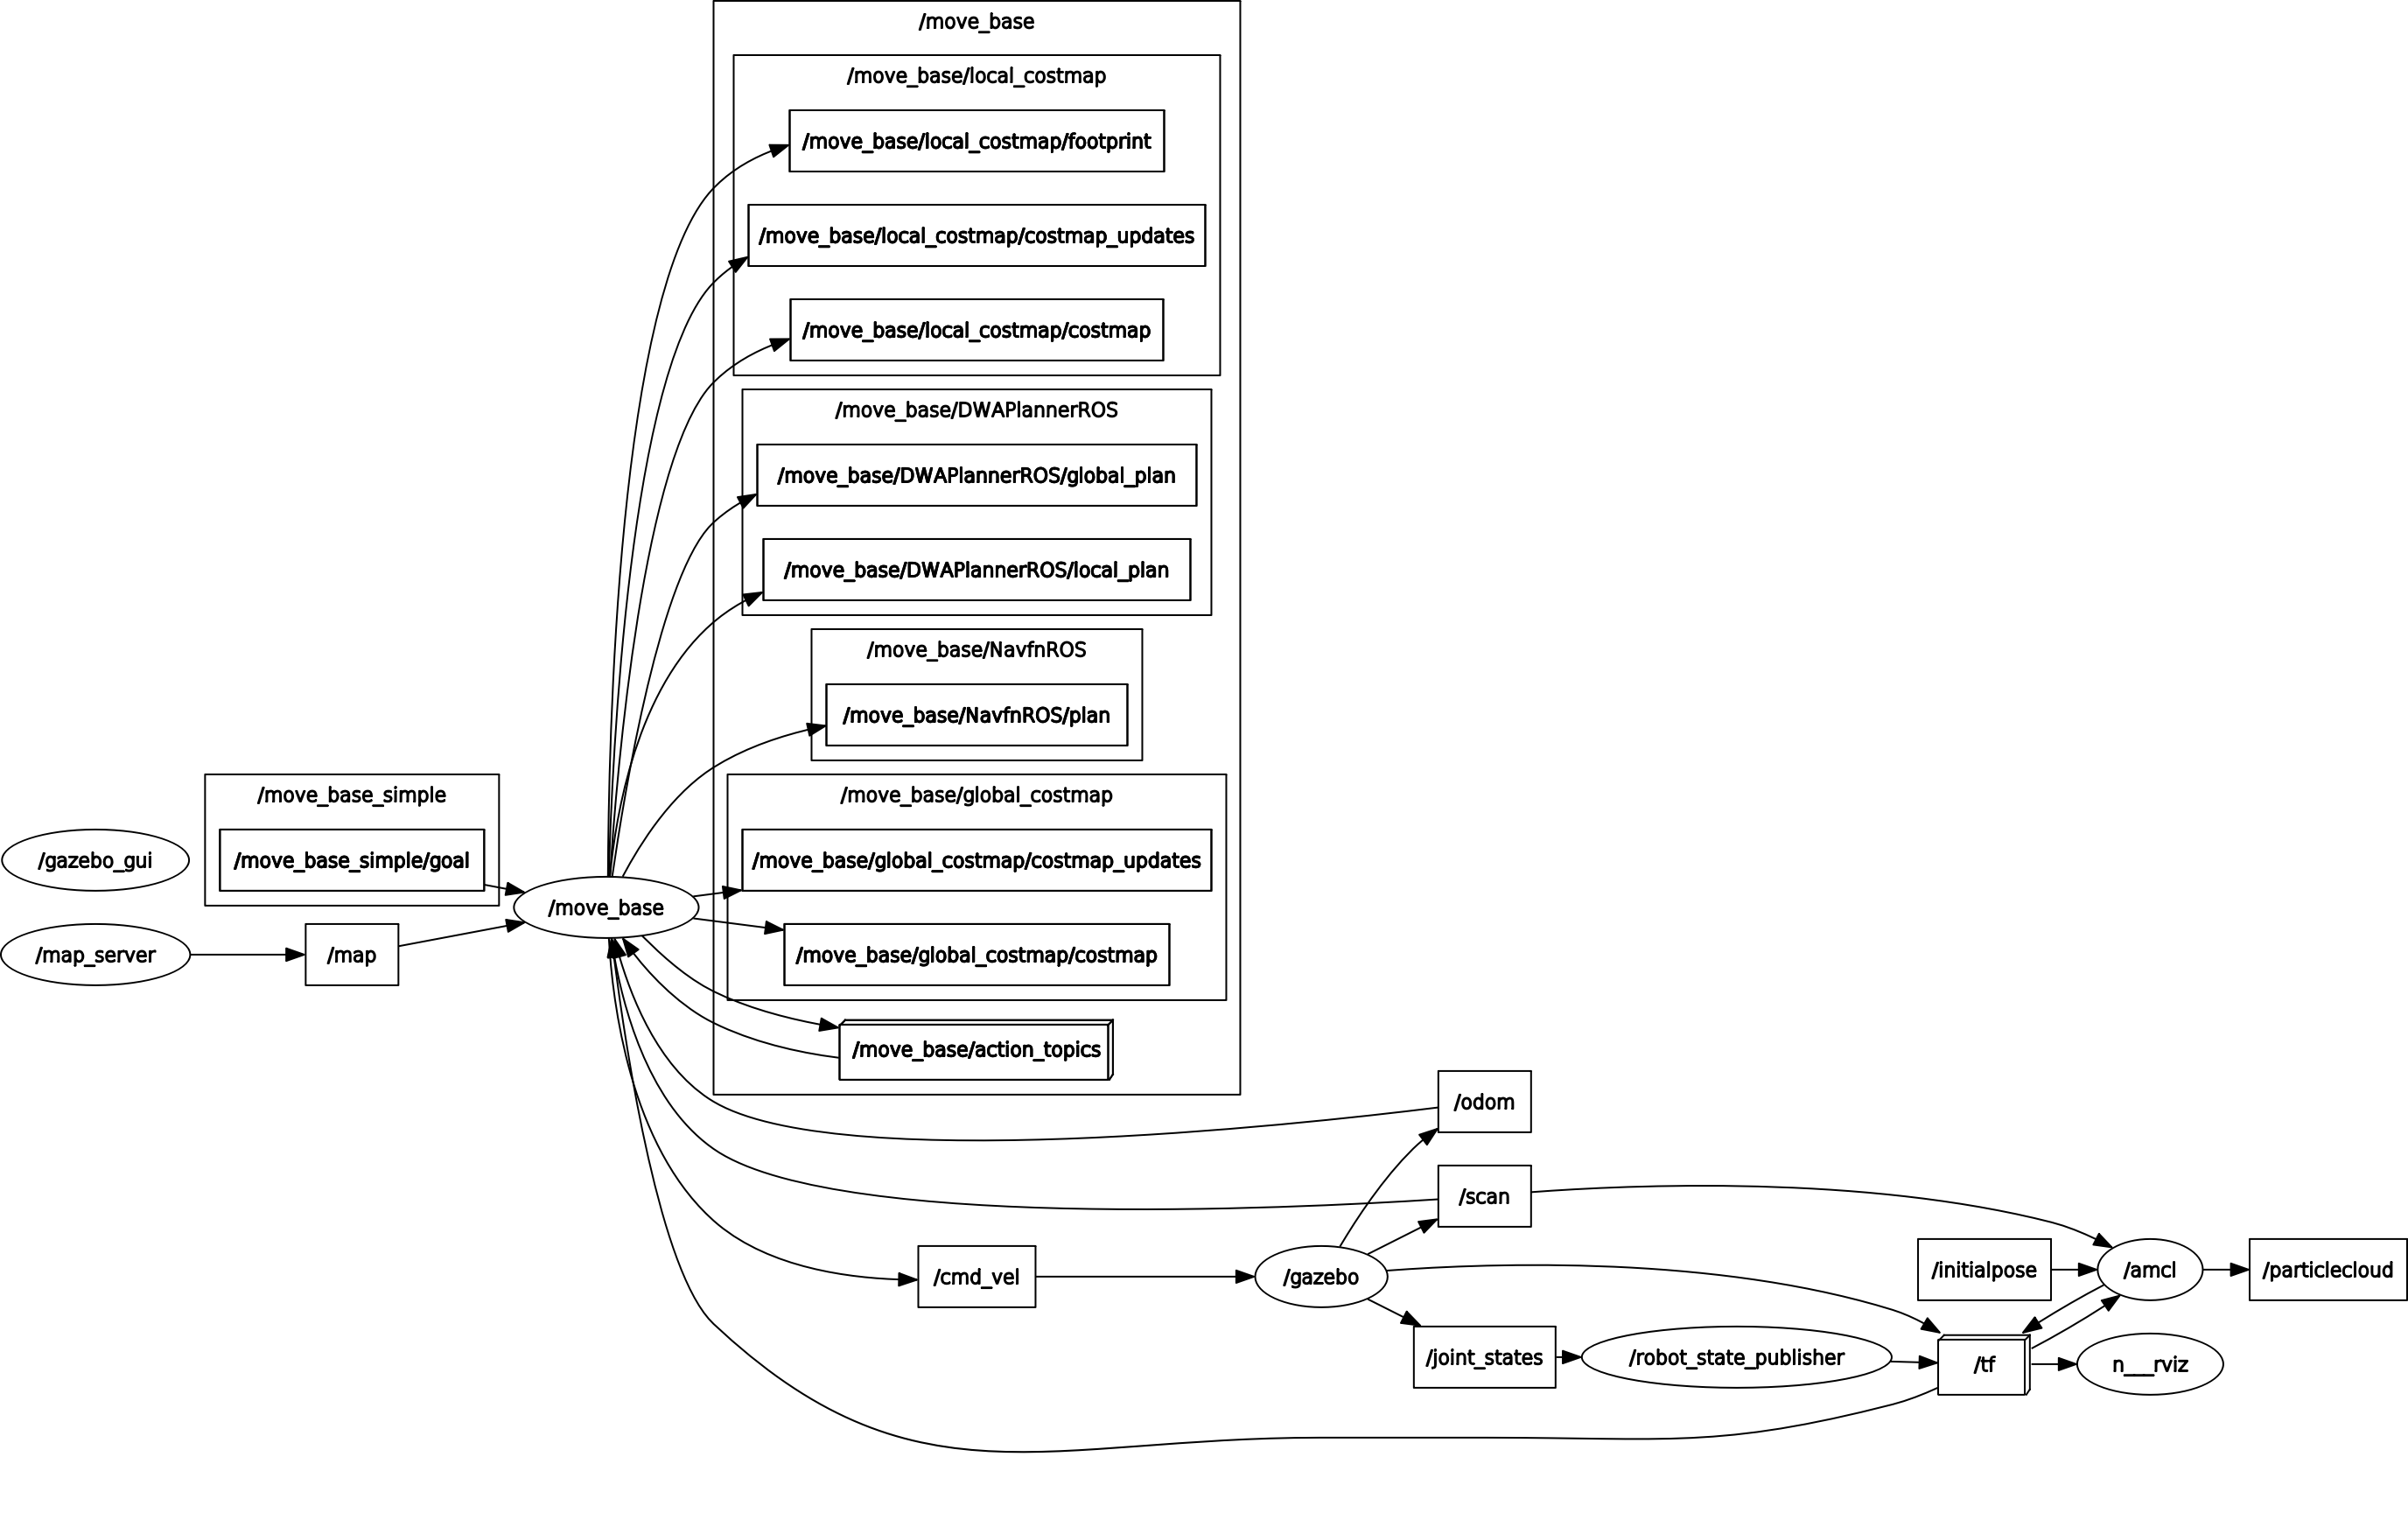 /move_base
/move_base/local_costmap
/move_base/local_costmap/footprint
/move_base/local_costmap/costmap_updates
/move_base/local_costmap/costmap
/move_base/DWAPlannerROS
/move_base/DWAPlannerROS/global_plan
/move_base/DWAPlannerROS/local_plan
/move_base/NavfnROS
/move_base/NavfnROS/plan
/move_base_simple
/move_base/global_costmap
/gazebo_gui
/move_base_simple/goal
/move_base/global_costmap/costmap_updates
/move_base
/map_server
/map
/move_base/global_costmap/costmap
/move_base/action_topics
/odom
/scan
/cmd_vel
/gazebo
/initialpose
/amcl
/particlecloud
/joint_states
/robot_state_publisher
/tf
n___rviz